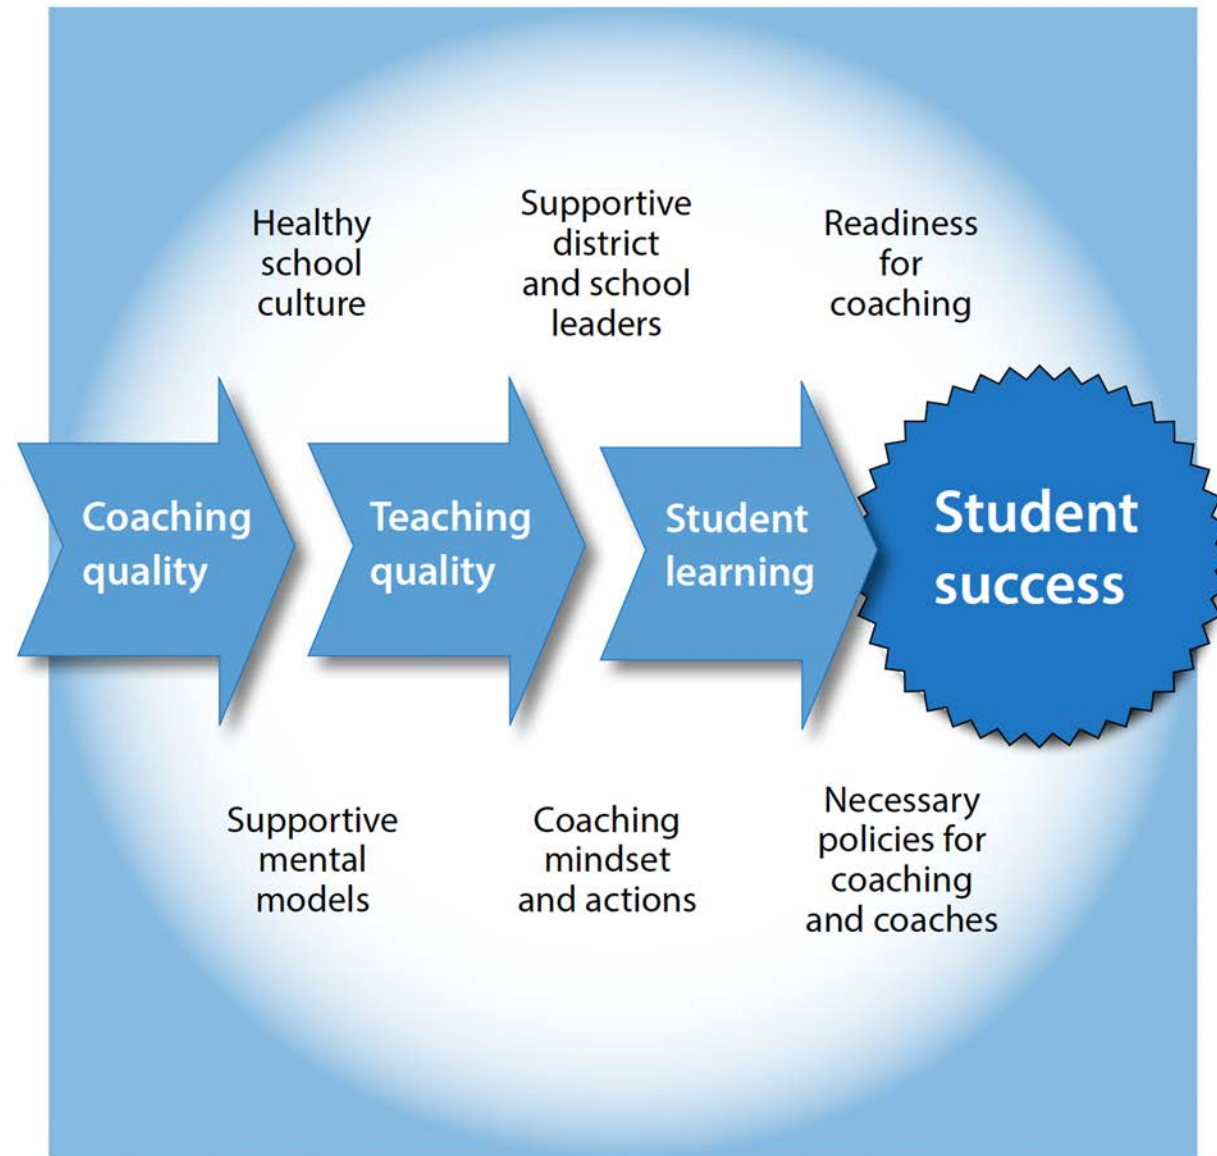 Healthy
school
culture
Supportive
district
and school
leaders
Readiness
for
coaching
Coaching
quality
Teaching
quality
Student
learning
Student
success
Supportive
mental
models
Coaching
mindset
and actions
Necessary
policies for
coaching
and coaches